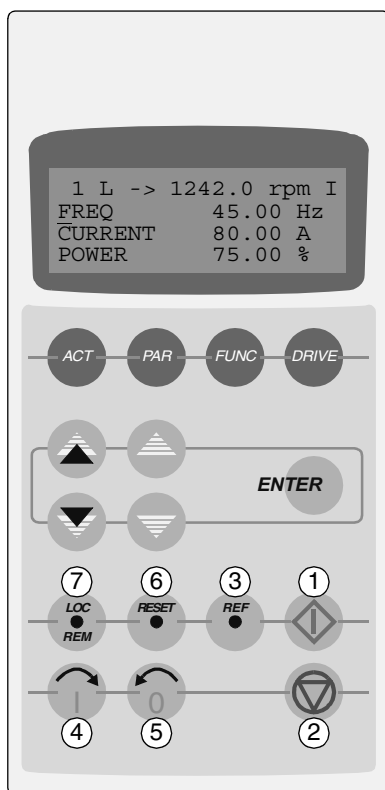 1 L -> 1242.0 rpm I
FREQ 45.00 Hz
CURRENT 80.00 A
POWER 75.00 %
ACT PAR FUNC DRIVE
ENTER
7 6 3 1
LOC RESET REF
REM
I 0
4 5 2